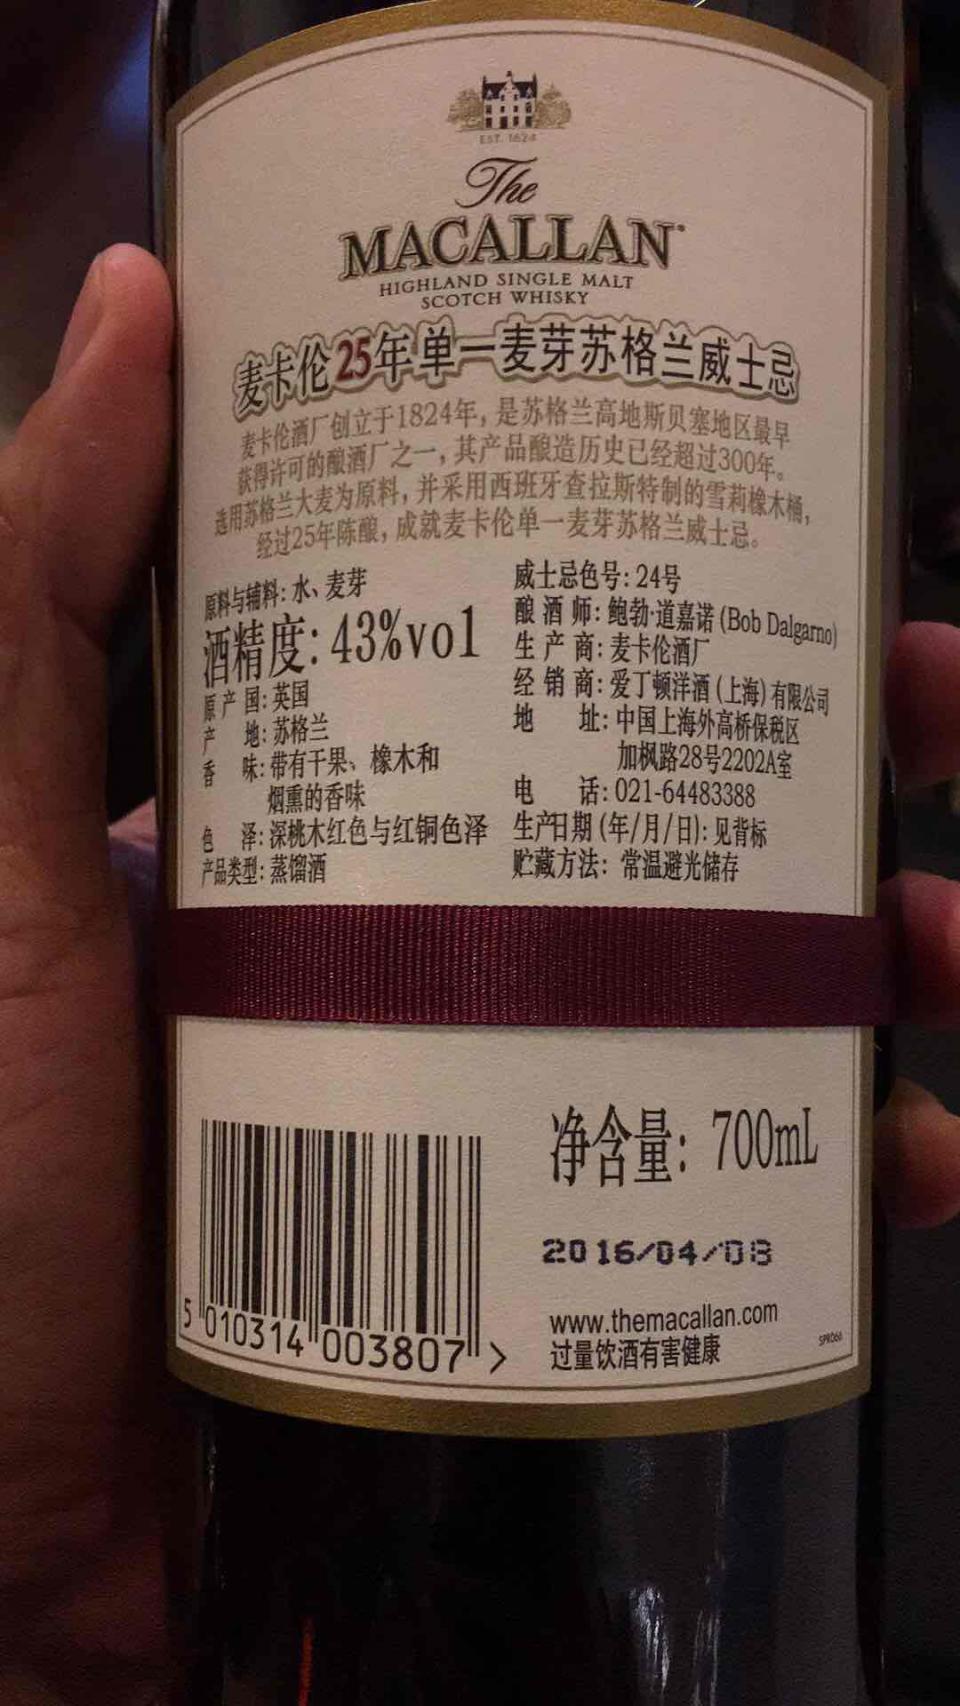 EST. 1824
The
MACALLAN
HIGHLAND SINGLE MALT
SCOTCH WHISKY
麦卡伦25年单一麦芽苏格兰威士忌
麦卡伦酒厂创立于1824年，是苏格兰高地斯贝塞地区最早
获得许可的酿酒厂之一，其产品酿造历史已经超过300年。
选用苏格兰大麦为原料，并采用西班牙查拉斯特制的雪莉橡木桶，
经过25年陈酿，成就麦卡伦单一麦芽苏格兰威士忌。
原料与辅料：水、麦芽
酒精度：43%vol
原产国：英国
产地：苏格兰
香味：带有干果、橡木和
烟熏的香味
色泽：深桃木红色与红铜色泽
产品类型：蒸馏酒
威士忌色号：24号
酿酒师：鲍勃·道嘉诺 (Bob Dalgarno)
生产商：麦卡伦酒厂
经销商：爱丁顿洋酒 (上海) 有限公司
地址：中国上海外高桥保税区
加枫路28号2202A室
电话：021-64483388
生产日期 (年/月/日)：见背标
贮藏方法：常温避光储存
净含量：700mL
2016/04/08
www.themacallan.com
过量饮酒有害健康
5 010314 003807 >